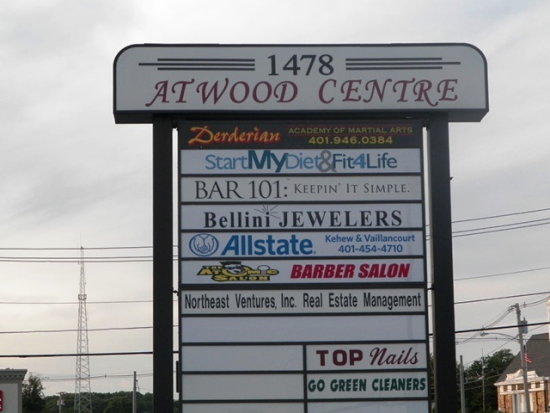 1478
ATWOOD CENTRE
Derderian ACADEMY OF MARTIAL ARTS
401.946.0384
StartMyDiet&Fit4Life
BAR 101: KEEPIN' IT SIMPLE.
Bellini JEWELERS
Allstate Kehew & Vaillancourt
401-454-4710
BARBER SALON
Northeast Ventures, Inc. Real Estate Management
TOP Nails
GO GREEN CLEANERS